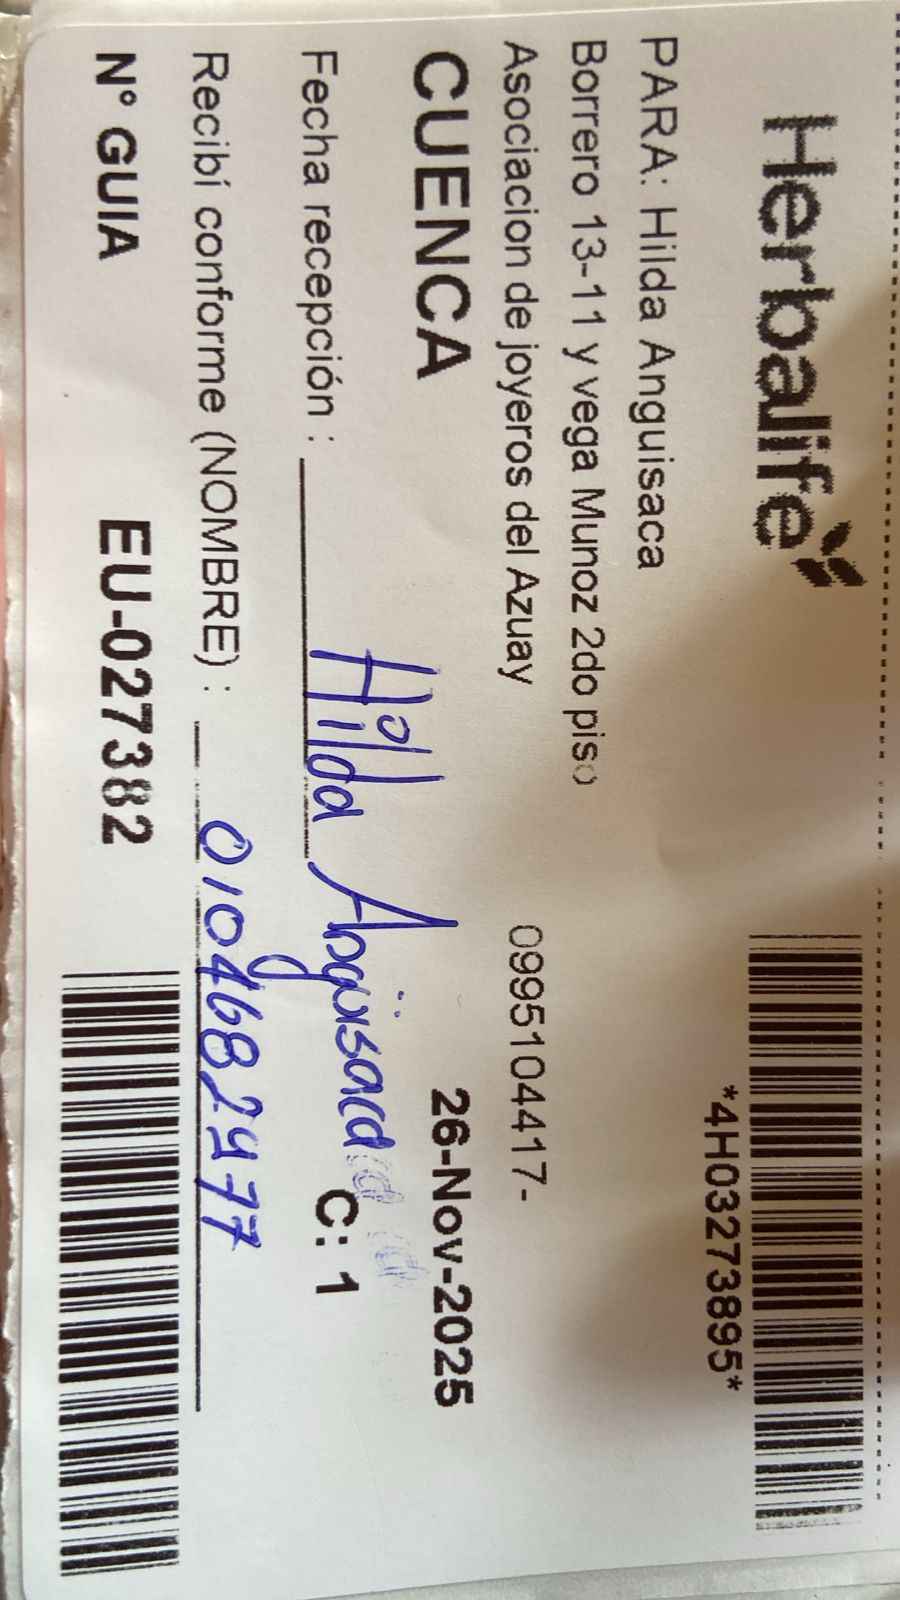 Herbalife
*4H03273895*
PARA: Hilda Anguisaca
Borrero 13-11 y vega Munoz 2do piso
Asociacion de joyeros del Azuay 0995104417-
CUENCA 26-Nov-2025
Fecha recepción : Hilda Anguisaca C: 1
Recibí conforme (NOMBRE) : 0104682477
N° GUIA EU-027382